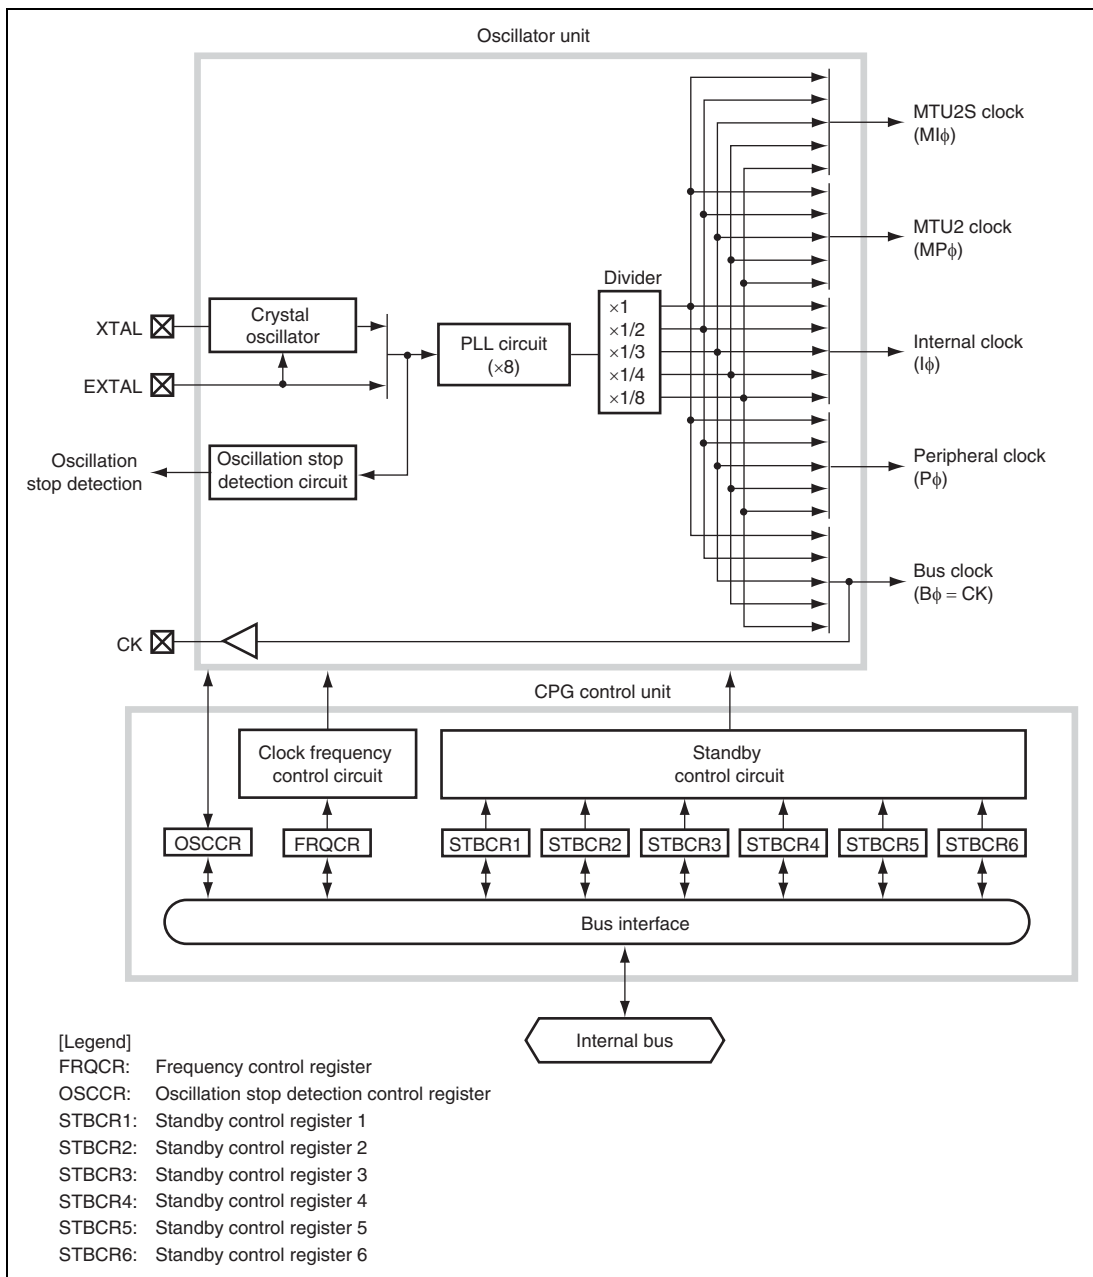 Oscillator unit
MTU2S clock
(MIϕ)
MTU2 clock
(MPϕ)
Divider
×1
×1/2
×1/3
×1/4
×1/8
XTAL
Crystal
oscillator
PLL circuit
(×8)
Internal clock
(Iϕ)
EXTAL
Oscillation
stop detection
Oscillation stop
detection circuit
Peripheral clock
(Pϕ)
Bus clock
(Bϕ = CK)
CK
CPG control unit
Clock frequency
control circuit
Standby
control circuit
OSCCR
FRQCR
STBCR1
STBCR2
STBCR3
STBCR4
STBCR5
STBCR6
Bus interface
Internal bus
[Legend]
FRQCR: Frequency control register
OSCCR: Oscillation stop detection control register
STBCR1: Standby control register 1
STBCR2: Standby control register 2
STBCR3: Standby control register 3
STBCR4: Standby control register 4
STBCR5: Standby control register 5
STBCR6: Standby control register 6